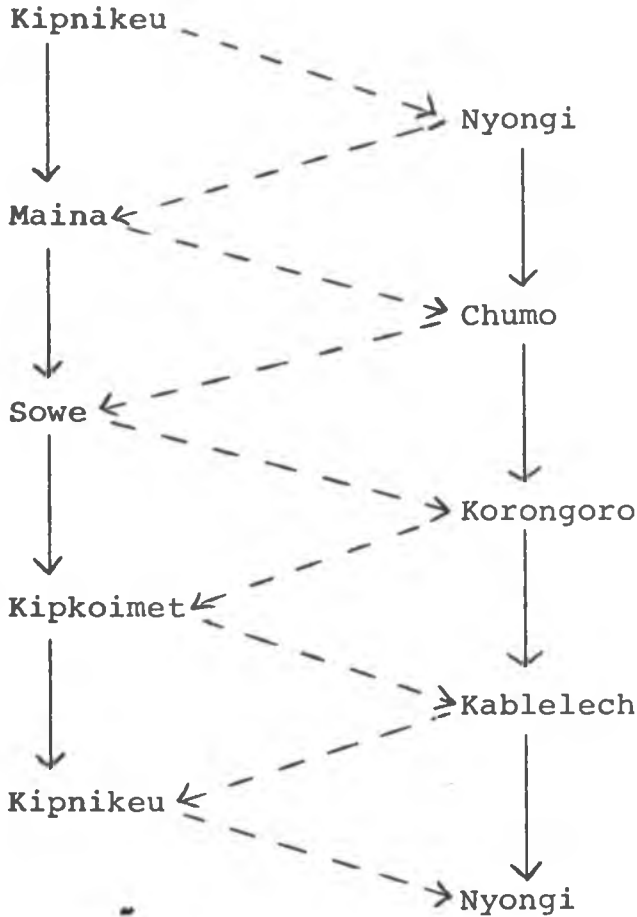 Kipnikeu
Nyongi
Maina
Chumo
Sowe
Korongoro
Kipkoimet
Kablelech
Kipnikeu
Nyongi